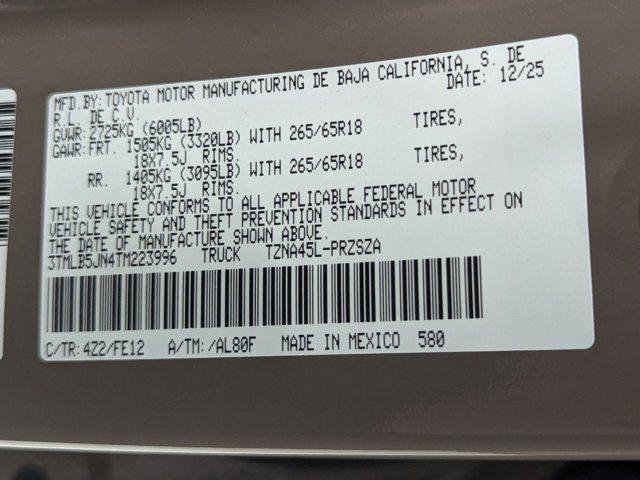 MFD.BY:TOYOTA MOTOR MANUFACTURING DE BAJA CALIFORNIA, S. DE
R.L. DE C.V. DATE: 12/25
GVWR:2725KG (6005LB)
GAWR:FRT. 1505KG (3320LB) WITH 265/65R18 TIRES,
18X7.5J RIMS.
RR. 1405KG (3095LB) WITH 265/65R18 TIRES,
18X7.5J RIMS.
THIS VEHICLE CONFORMS TO ALL APPLICABLE FEDERAL MOTOR
VEHICLE SAFETY AND THEFT PREVENTION STANDARDS IN EFFECT ON
THE DATE OF MANUFACTURE SHOWN ABOVE.
3TMLB5JN4TM223996 TRUCK TZNA45L-PRZSZA
C/TR:4Z2/FE12 A/TM:/AL80F MADE IN MEXICO 580